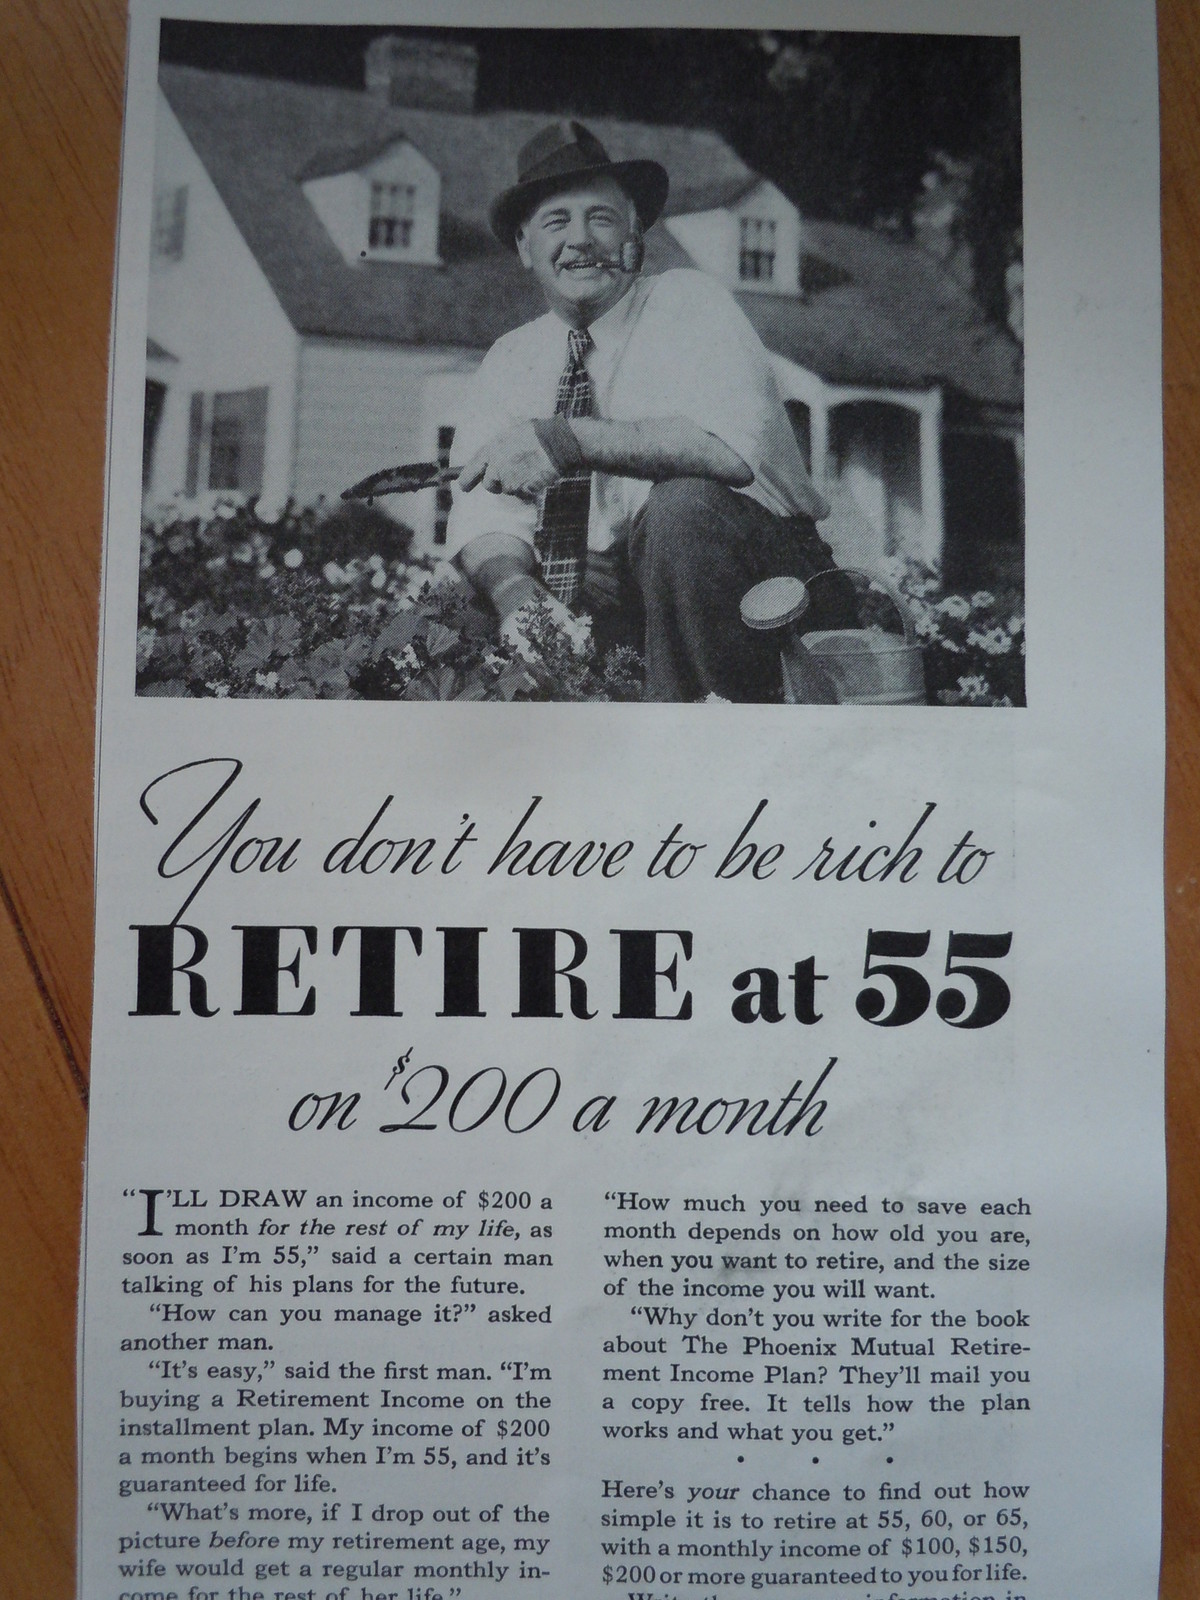 You don't have to be rich to
RETIRE at 55
on $200 a month
"I'LL DRAW an income of $200 a
month for the rest of my life, as
soon as I'm 55," said a certain man
talking of his plans for the future.
"How can you manage it?" asked
another man.
"It's easy," said the first man. "I'm
buying a Retirement Income on the
installment plan. My income of $200
a month begins when I'm 55, and it's
guaranteed for life.
"What's more, if I drop out of the
picture before my retirement age, my
wife would get a regular monthly in-
come for the rest of her life."
"How much you need to save each
month depends on how old you are,
when you want to retire, and the size
of the income you will want.
"Why don't you write for the book
about The Phoenix Mutual Retire-
ment Income Plan? They'll mail you
a copy free. It tells how the plan
works and what you get."
• • •
Here's your chance to find out how
simple it is to retire at 55, 60, or 65,
with a monthly income of $100, $150,
$200 or more guaranteed to you for life.
information in